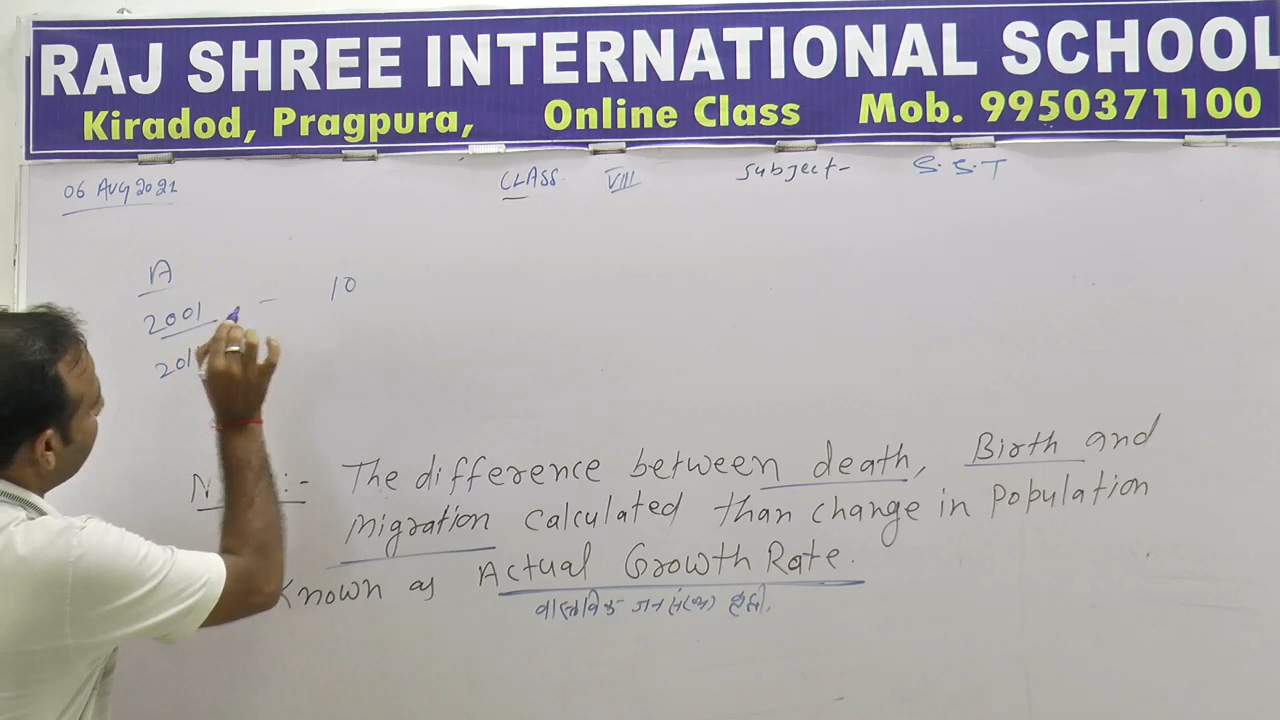 RAJ SHREE INTERNATIONAL SCHOOL
Kiradod, Pragpura, Online Class Mob. 9950371100
06 Aug 2021 CLASS VIII Subject- S.S.T
A
2001 - 10
201
:- The difference between death, Birth and
Migration calculated than change in Population
Known as Actual Growth Rate.
वास्तविक जनसंख्या